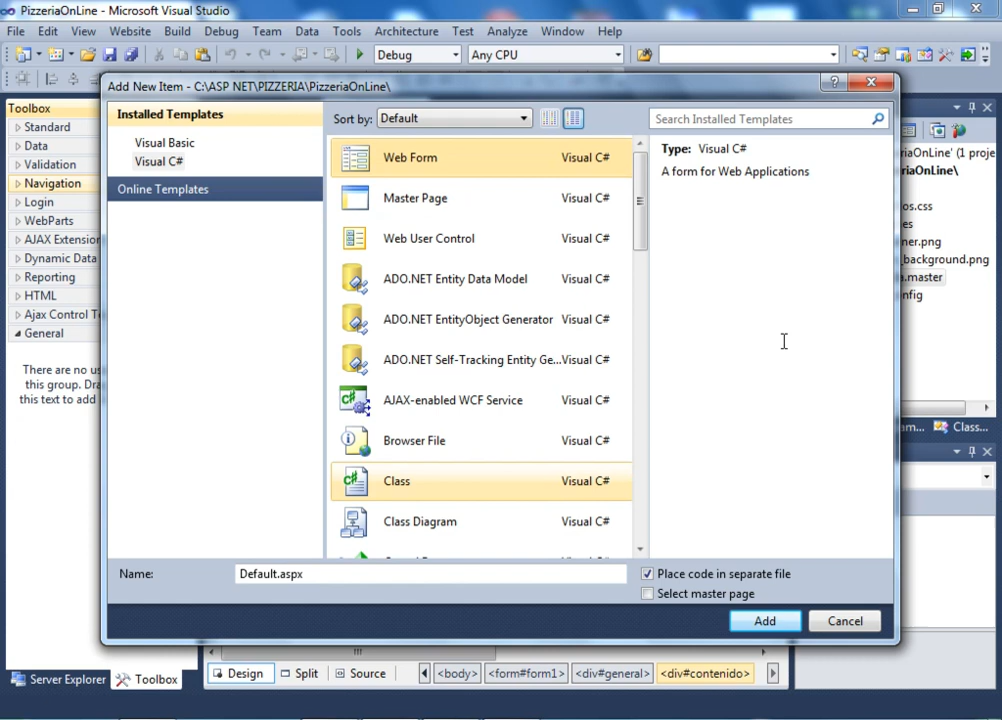 PizzeriaOnLine - Microsoft Visual Studio
File Edit View Website Build Debug Team Data Tools Architecture Test Analyze Window Help
Debug Any CPU
Add New Item - C:\ASP NET\PIZZERIA\PizzeriaOnLine\
Toolbox
Standard
Data
Validation
Navigation
Login
WebParts
AJAX Extension
Dynamic Data
Reporting
HTML
Ajax Control T
General
There are no us
this group. Dra
this text to add
Installed Templates
Visual Basic
Visual C#
Online Templates
Sort by: Default
Search Installed Templates
Web Form Visual C#
Master Page Visual C#
Web User Control Visual C#
ADO.NET Entity Data Model Visual C#
ADO.NET EntityObject Generator Visual C#
ADO.NET Self-Tracking Entity Ge... Visual C#
AJAX-enabled WCF Service Visual C#
Browser File Visual C#
Class Visual C#
Class Diagram Visual C#
Type: Visual C#
A form for Web Applications
Name: Default.aspx
Place code in separate file
Select master page
Add Cancel
riaOnLine' (1 proje
riaOnLine\
os.css
es
ner.png
_background.png
a.master
nfig
am... Class...
Server Explorer Toolbox
Design Split Source <body> <form#form1> <div#general> <div#contenido>